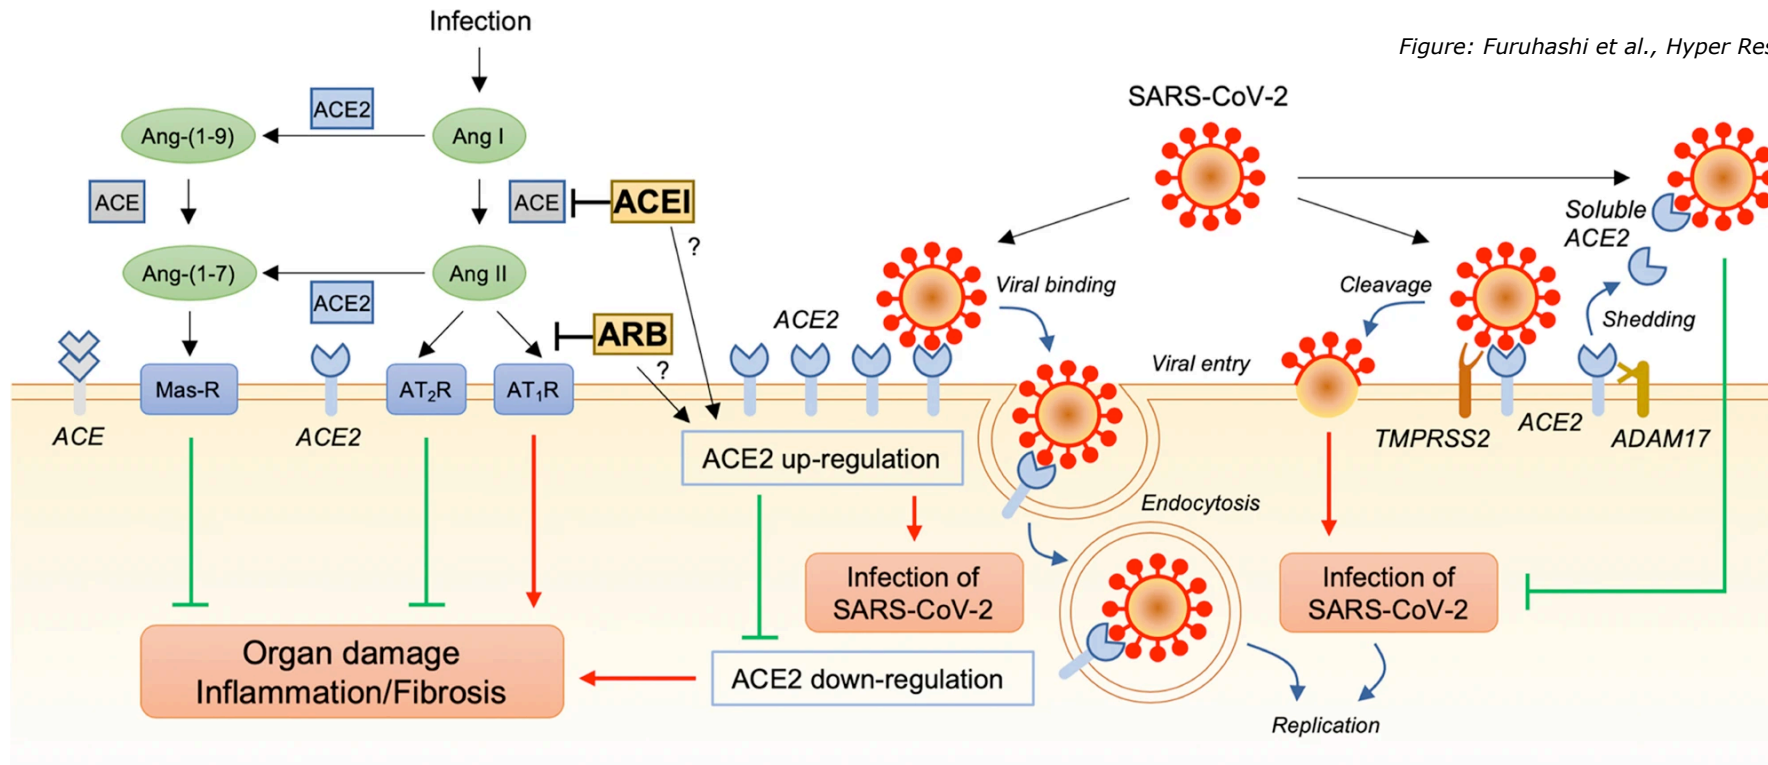 Infection
Figure: Furuhashi et al., Hyper Res
SARS-CoV-2
ACE2
Ang-(1-9)
Ang I
ACE
ACE
ACEI
?
Soluble
ACE2
Ang-(1-7)
Ang II
ACE2
Viral binding
Cleavage
Shedding
ARB
?
ACE2
Viral entry
Mas-R
AT2R
AT1R
ACE
ACE2
TMPRSS2
ACE2
ADAM17
ACE2 up-regulation
Endocytosis
Infection of
SARS-CoV-2
Infection of
SARS-CoV-2
Organ damage
Inflammation/Fibrosis
ACE2 down-regulation
Replication